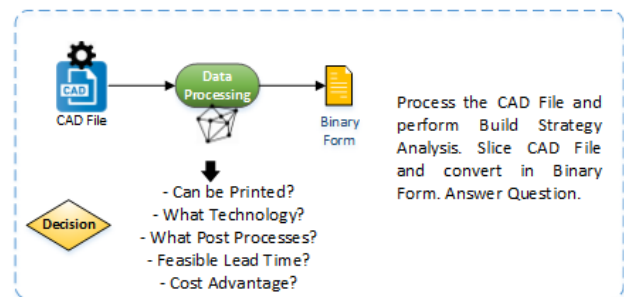 CAD
CAD File
Data
Processing
Binary
Form
Process the CAD File and
perform Build Strategy
Analysis. Slice CAD File
and convert in Binary
Form. Answer Question.
Decision
- Can be Printed?
- What Technology?
- What Post Processes?
- Feasible Lead Time?
- Cost Advantage?